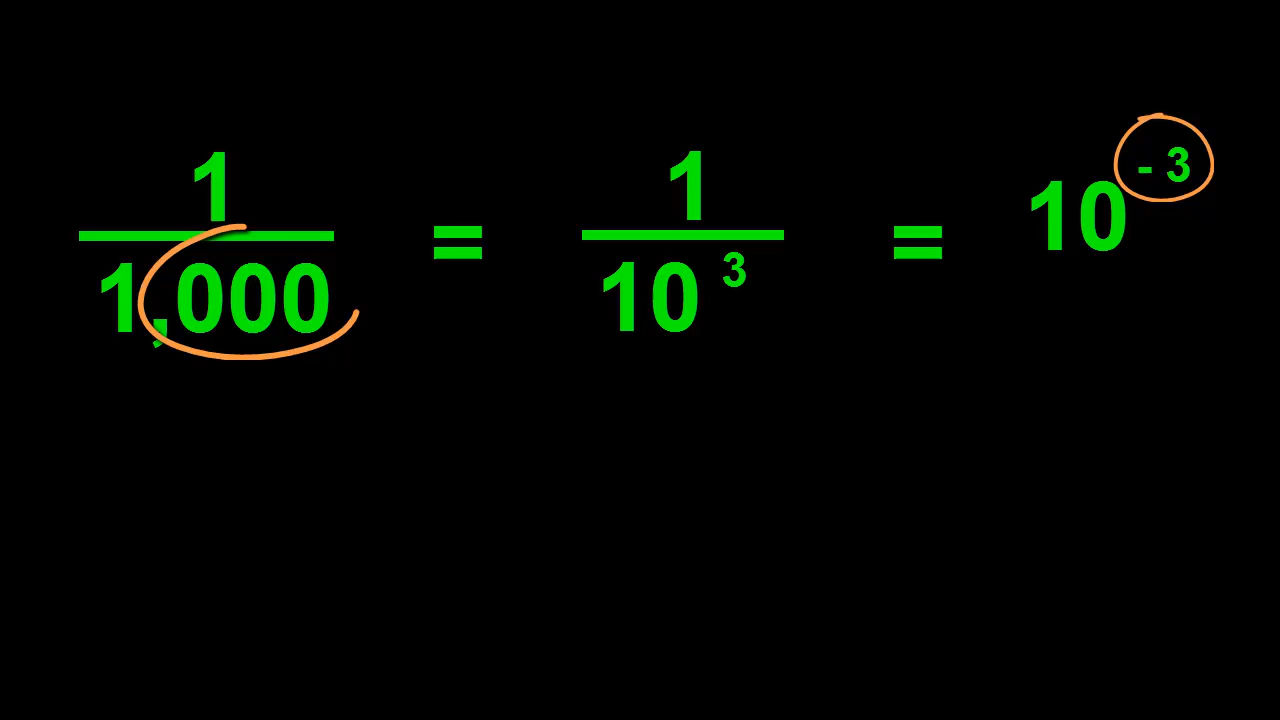 1 1 10 - 3
= =
1,000 10 3